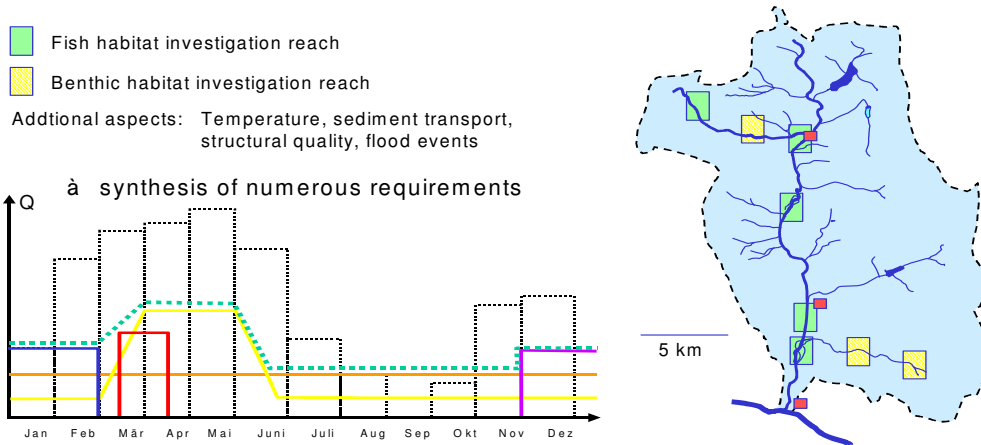 Fish habitat investigation reach
Benthic habitat investigation reach
Addtional aspects: Temperature, sediment transport,
structural quality, flood events
à synthesis of numerous requirements
Q
Jan Feb Mär Apr Mai Juni Juli Aug Sep Okt Nov Dez
5 km